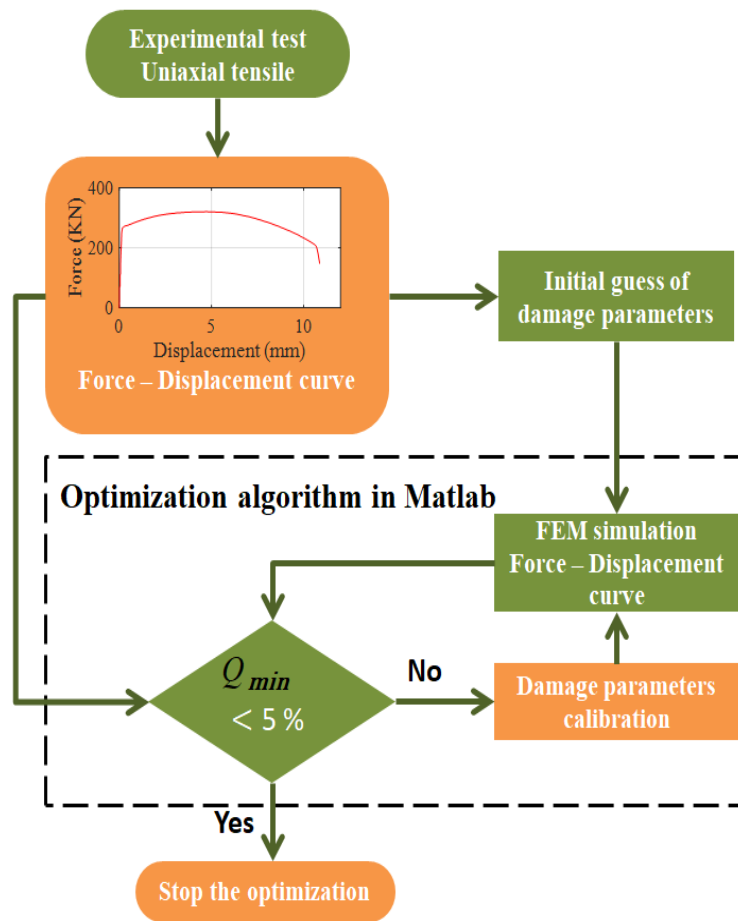 Experimental test
Uniaxial tensile
400
200
0
Force (KN)
0
5
10
Displacement (mm)
Force – Displacement curve
Initial guess of
damage parameters
Optimization algorithm in Matlab
FEM simulation
Force – Displacement
curve
Q min
< 5 %
No
Damage parameters
calibration
Yes
Stop the optimization